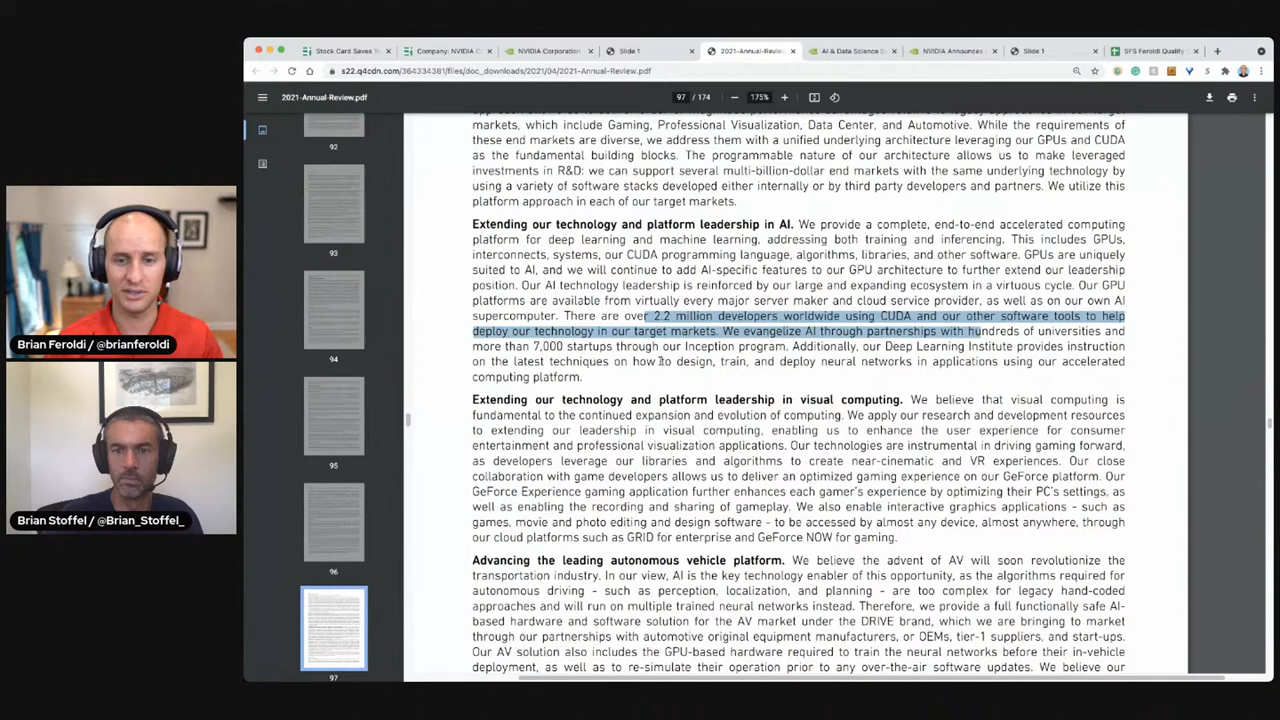 Stock Card Saves 1
Company: NVIDIA C
NVIDIA Corporation
Slide 1
2021-Annual-Review
AI & Data Science S
NVIDIA Announces
Slide 1
SFS Feroldi Quality
s22.q4cdn.com/364334381/files/doc_downloads/2021/04/2021-Annual-Review.pdf
2021-Annual-Review.pdf
97 / 174
175%
92
93
94
95
96
97
markets, which include Gaming, Professional Visualization, Data Center, and Automotive. While the requirements of
these end markets are diverse, we address them with a unified underlying architecture leveraging our GPUs and CUDA
as the fundamental building blocks. The programmable nature of our architecture allows us to make leveraged
investments in R&D: we can support several multi-billion-dollar end markets with the same underlying technology by
using a variety of software stacks developed either internally or by third party developers and partners. We utilize this
platform approach in each of our target markets.
Extending our technology and platform leadership in AI. We provide a complete, end-to-end accelerated computing
platform for deep learning and machine learning, addressing both training and inferencing. This includes GPUs,
interconnects, systems, our CUDA programming language, algorithms, libraries, and other software. GPUs are uniquely
suited to AI, and we will continue to add AI-specific features to our GPU architecture to further extend our leadership
position. Our AI technology leadership is reinforced by our large and expanding ecosystem in a virtuous cycle. Our GPU
platforms are available from virtually every major server maker and cloud service provider, as well as on our own AI
supercomputer. There are over 2.2 million developers worldwide using CUDA and our other software tools to help
deploy our technology in our target markets. We evangelize AI through partnerships with hundreds of universities and
more than 7,000 startups through our Inception program. Additionally, our Deep Learning Institute provides instruction
on the latest techniques on how to design, train, and deploy neural networks in applications using our accelerated
computing platform.
Extending our technology and platform leadership in visual computing. We believe that visual computing is
fundamental to the continued expansion and evolution of computing. We apply our research and development resources
to extending our leadership in visual computing, enabling us to enhance the user experience for consumer
entertainment and professional visualization applications. Our technologies are instrumental in driving gaming forward,
as developers leverage our libraries and algorithms to create near-cinematic and VR experiences. Our close
collaboration with game developers allows us to deliver an optimized gaming experience on our GeForce platform. Our
GeForce Experience gaming application further enhances each gamer's experience by optimizing their PC's settings, as
well as enabling the recording and sharing of gameplay. We also enable interactive graphics applications - such as
games, movie and photo editing and design software - to be accessed by almost any device, almost anywhere, through
our cloud platforms such as GRID for enterprise and GeForce NOW for gaming.
Advancing the leading autonomous vehicle platform. We believe the advent of AV will soon revolutionize the
transportation industry. In our view, AI is the key technology enabler of this opportunity, as the algorithms required for
autonomous driving - such as perception, localization, and planning - are too complex for legacy hand-coded
approaches and will run multiple trained neural networks instead. Therefore, we provide a full functionally safe AI-
based hardware and software solution for the AV market under the DRIVE brand, which we are bringing to market
through our partnerships with automotive original equipment manufacturers, or OEMs, tier-1 suppliers, and start-ups.
Our AV solution also includes the GPU-based hardware required to train the neural networks before their in-vehicle
deployment, as well as to re-simulate their operation prior to any over-the-air software updates. We believe our
Brian Feroldi / @brianferoldi
Brian Stoffel / @Brian_Stoffel_